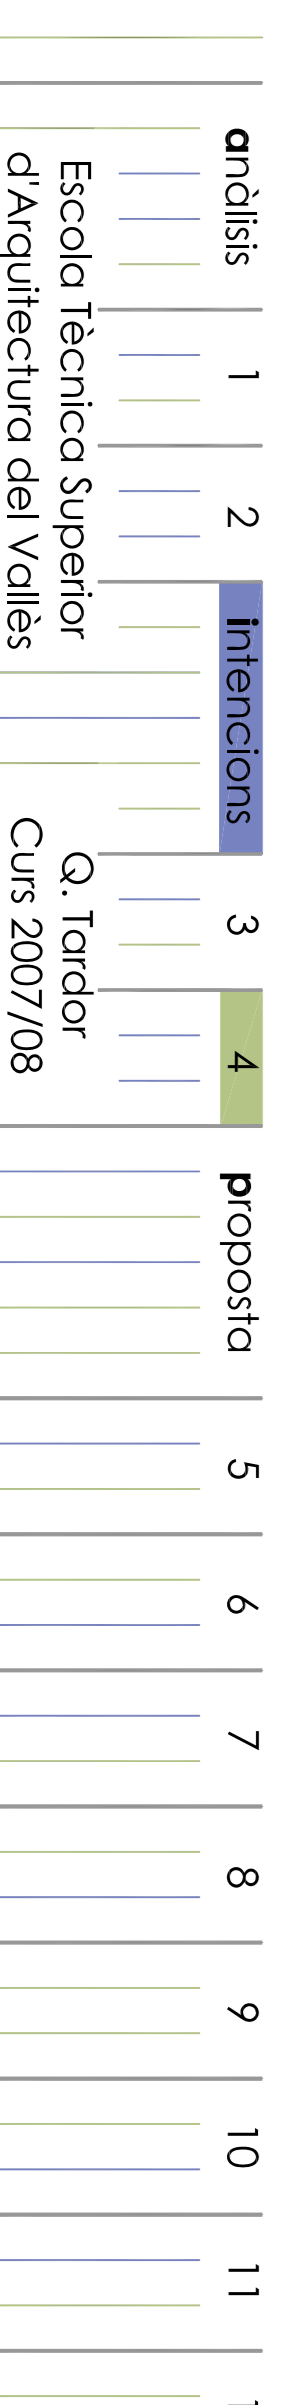 anàlisis
1
2
intencions
3
4
proposta
5
6
7
8
9
10
11
Escola Tècnica Superior
d'Arquitectura del Vallès
Q. Tardor
Curs 2007/08